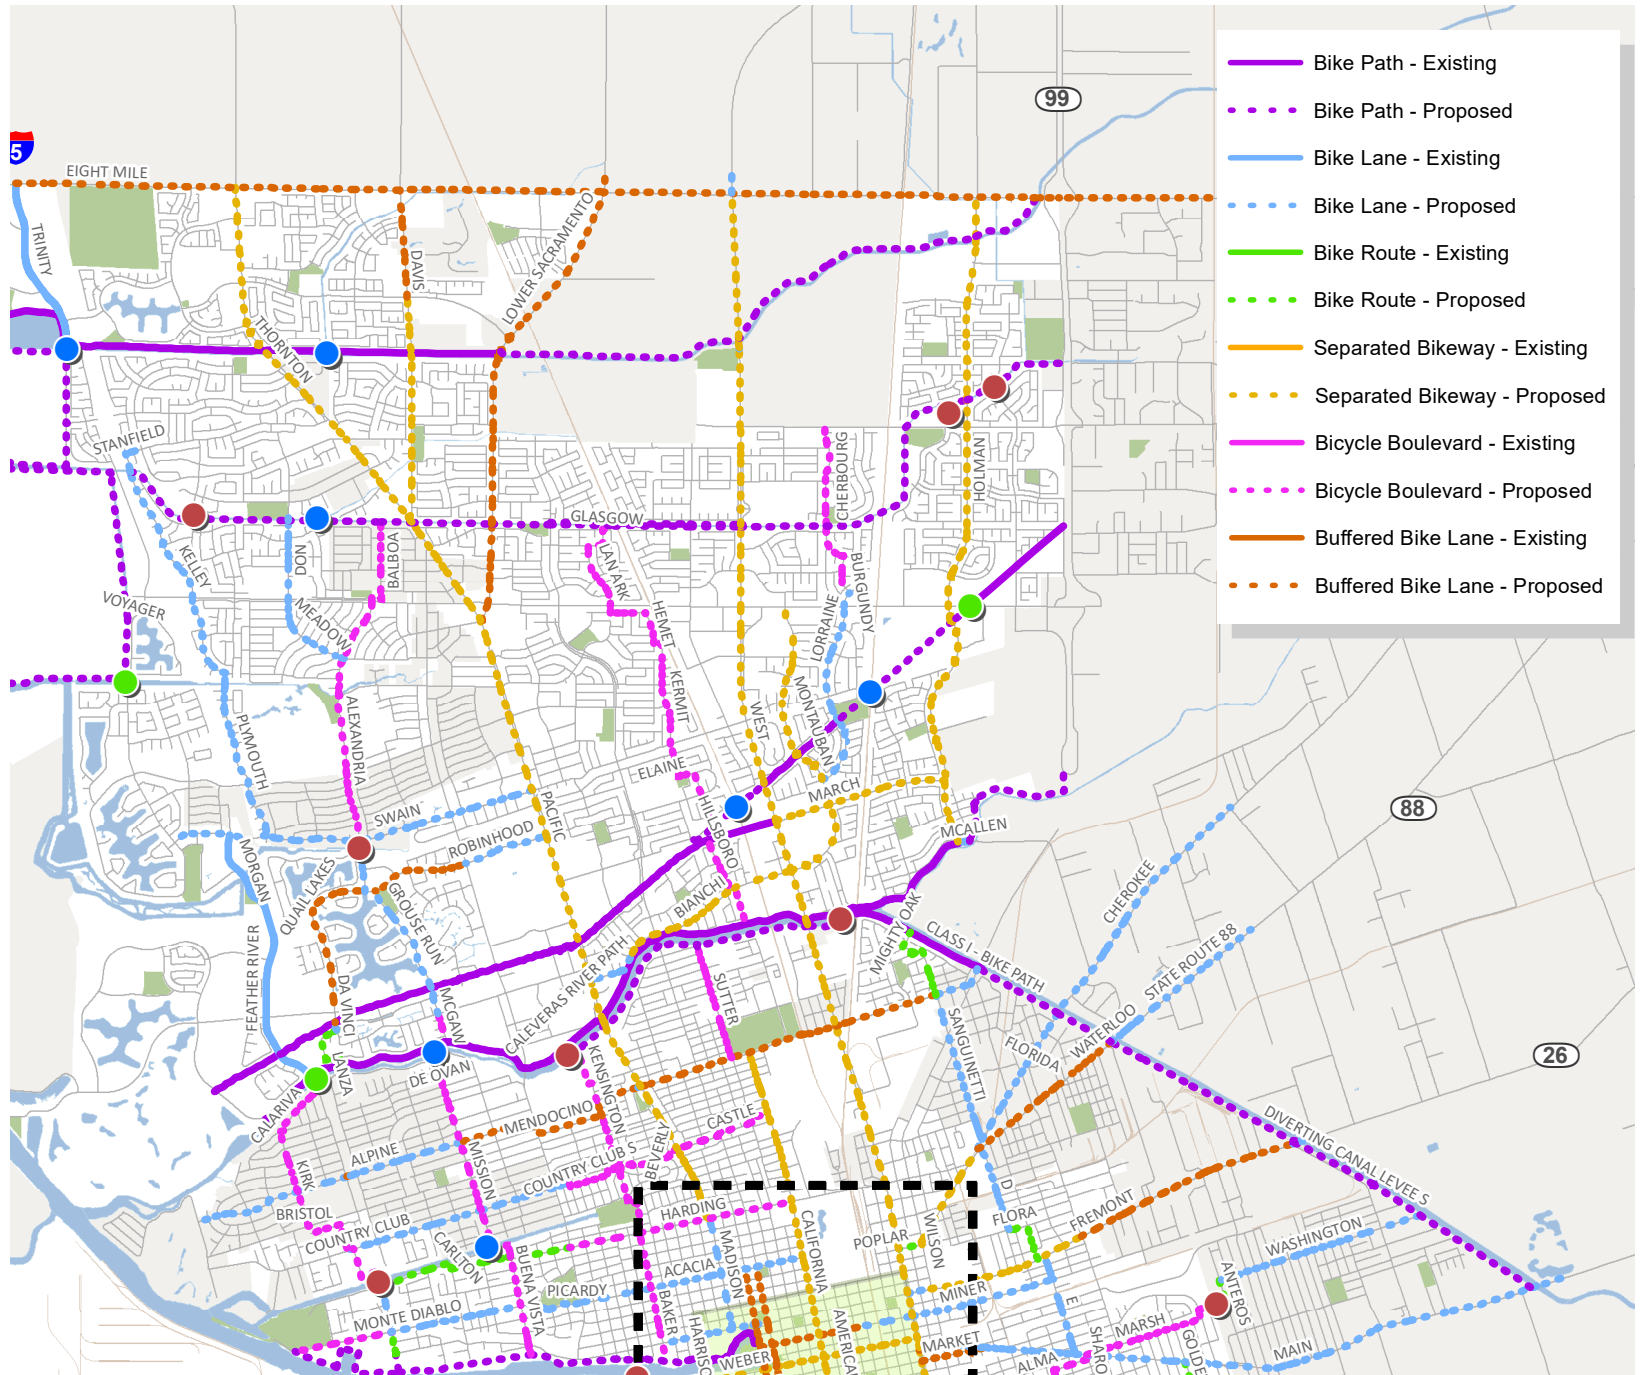 99
Bike Path - Existing
Bike Path - Proposed
Bike Lane - Existing
Bike Lane - Proposed
Bike Route - Existing
Bike Route - Proposed
Separated Bikeway - Existing
Separated Bikeway - Proposed
Bicycle Boulevard - Existing
Bicycle Boulevard - Proposed
Buffered Bike Lane - Existing
Buffered Bike Lane - Proposed
5
EIGHT MILE
TRINITY
DAVIS
LOWER SACRAMENTO
THORNTON
STANFIELD
CHERBOURG
HOLMAN
GLASGOW
KELLEY
DON
BALBOA
LANARK
BURGUNDY
VOYAGER
MEADOW
HEMET
LORRAINE
KERMIT
MONTAUBAN
PLYMOUTH
ALEXANDRIA
WEST
ELAINE
MARCH
SWAIN
PACIFIC
HILLSBORO
88
ROBINHOOD
MCALLEN
MORGAN
QUAIL LAKES
GROUSE RUN
BIANCHI
CHEROKEE
MIGHTY OAK
CLASS I - BIKE PATH
STATE ROUTE 88
FEATHER RIVER
DA VINCI
MCGAW
CALEVERAS RIVER PATH
SUTTER
SANGUINETTI
FLORIDA
WATERLOO
26
LANZA
DE OVAN
KENSINGTON
CALARIVA
MENDOCINO
CASTLE
DIVERTING CANAL LEVEE S
ALPINE
BEVERLY
KIRK
MISSION
COUNTRY CLUB S
D
BRISTOL
COUNTRY CLUB
HARDING
FLORA
FREMONT
CARLTON
BUENA VISTA
MADISON
CALIFORNIA
POPLAR
WILSON
WASHINGTON
ACACIA
PICARDY
MINER
ANTEROS
MONTE DIABLO
BAKER
HARRISO
AMERICA
E
MARSH
MARKET
SHARO
GOLDE
WEBER
ALMA
MAIN